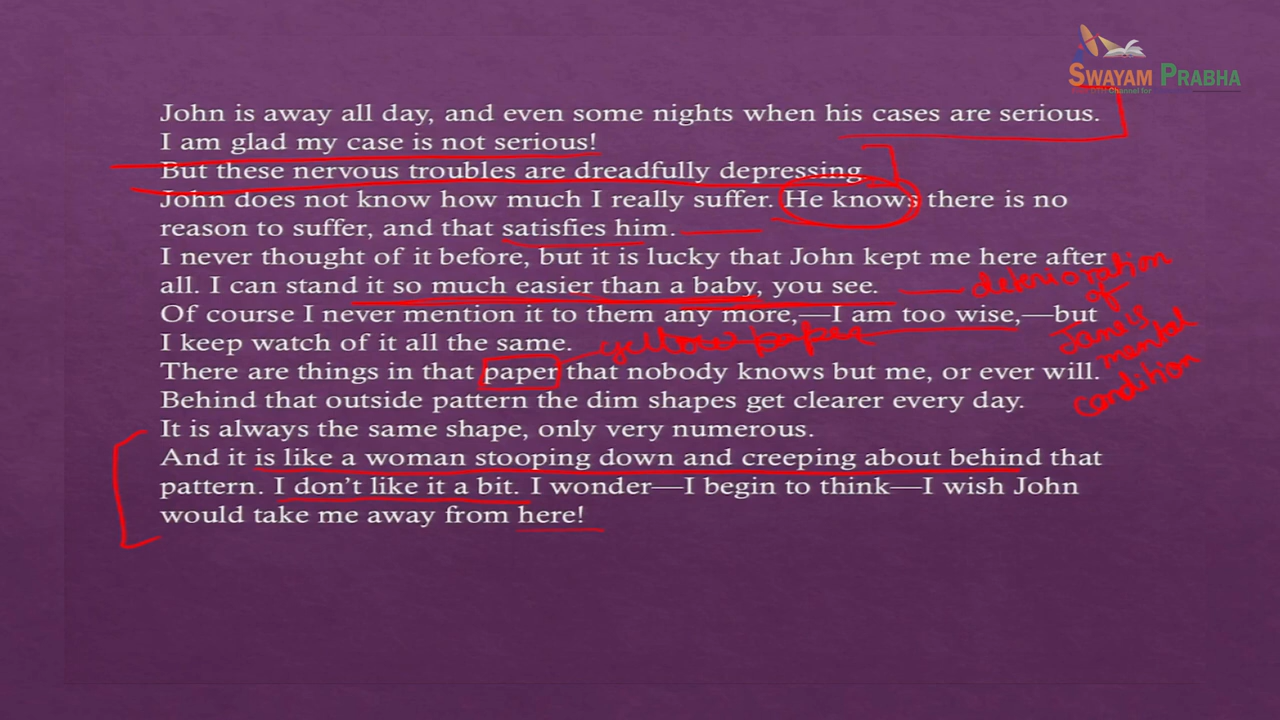 SWAYAM PRABHA
DTH Channel for
John is away all day, and even some nights when his cases are serious.
I am glad my case is not serious!
But these nervous troubles are dreadfully depressing.
John does not know how much I really suffer. He knows there is no
reason to suffer, and that satisfies him.
I never thought of it before, but it is lucky that John kept me here after
all. I can stand it so much easier than a baby, you see.
deterioration
of
Jane's
mental
condition
Of course I never mention it to them any more,—I am too wise,—but
I keep watch of it all the same.
yellow paper
There are things in that paper that nobody knows but me, or ever will.
Behind that outside pattern the dim shapes get clearer every day.
It is always the same shape, only very numerous.
And it is like a woman stooping down and creeping about behind that
pattern. I don't like it a bit. I wonder—I begin to think—I wish John
would take me away from here!